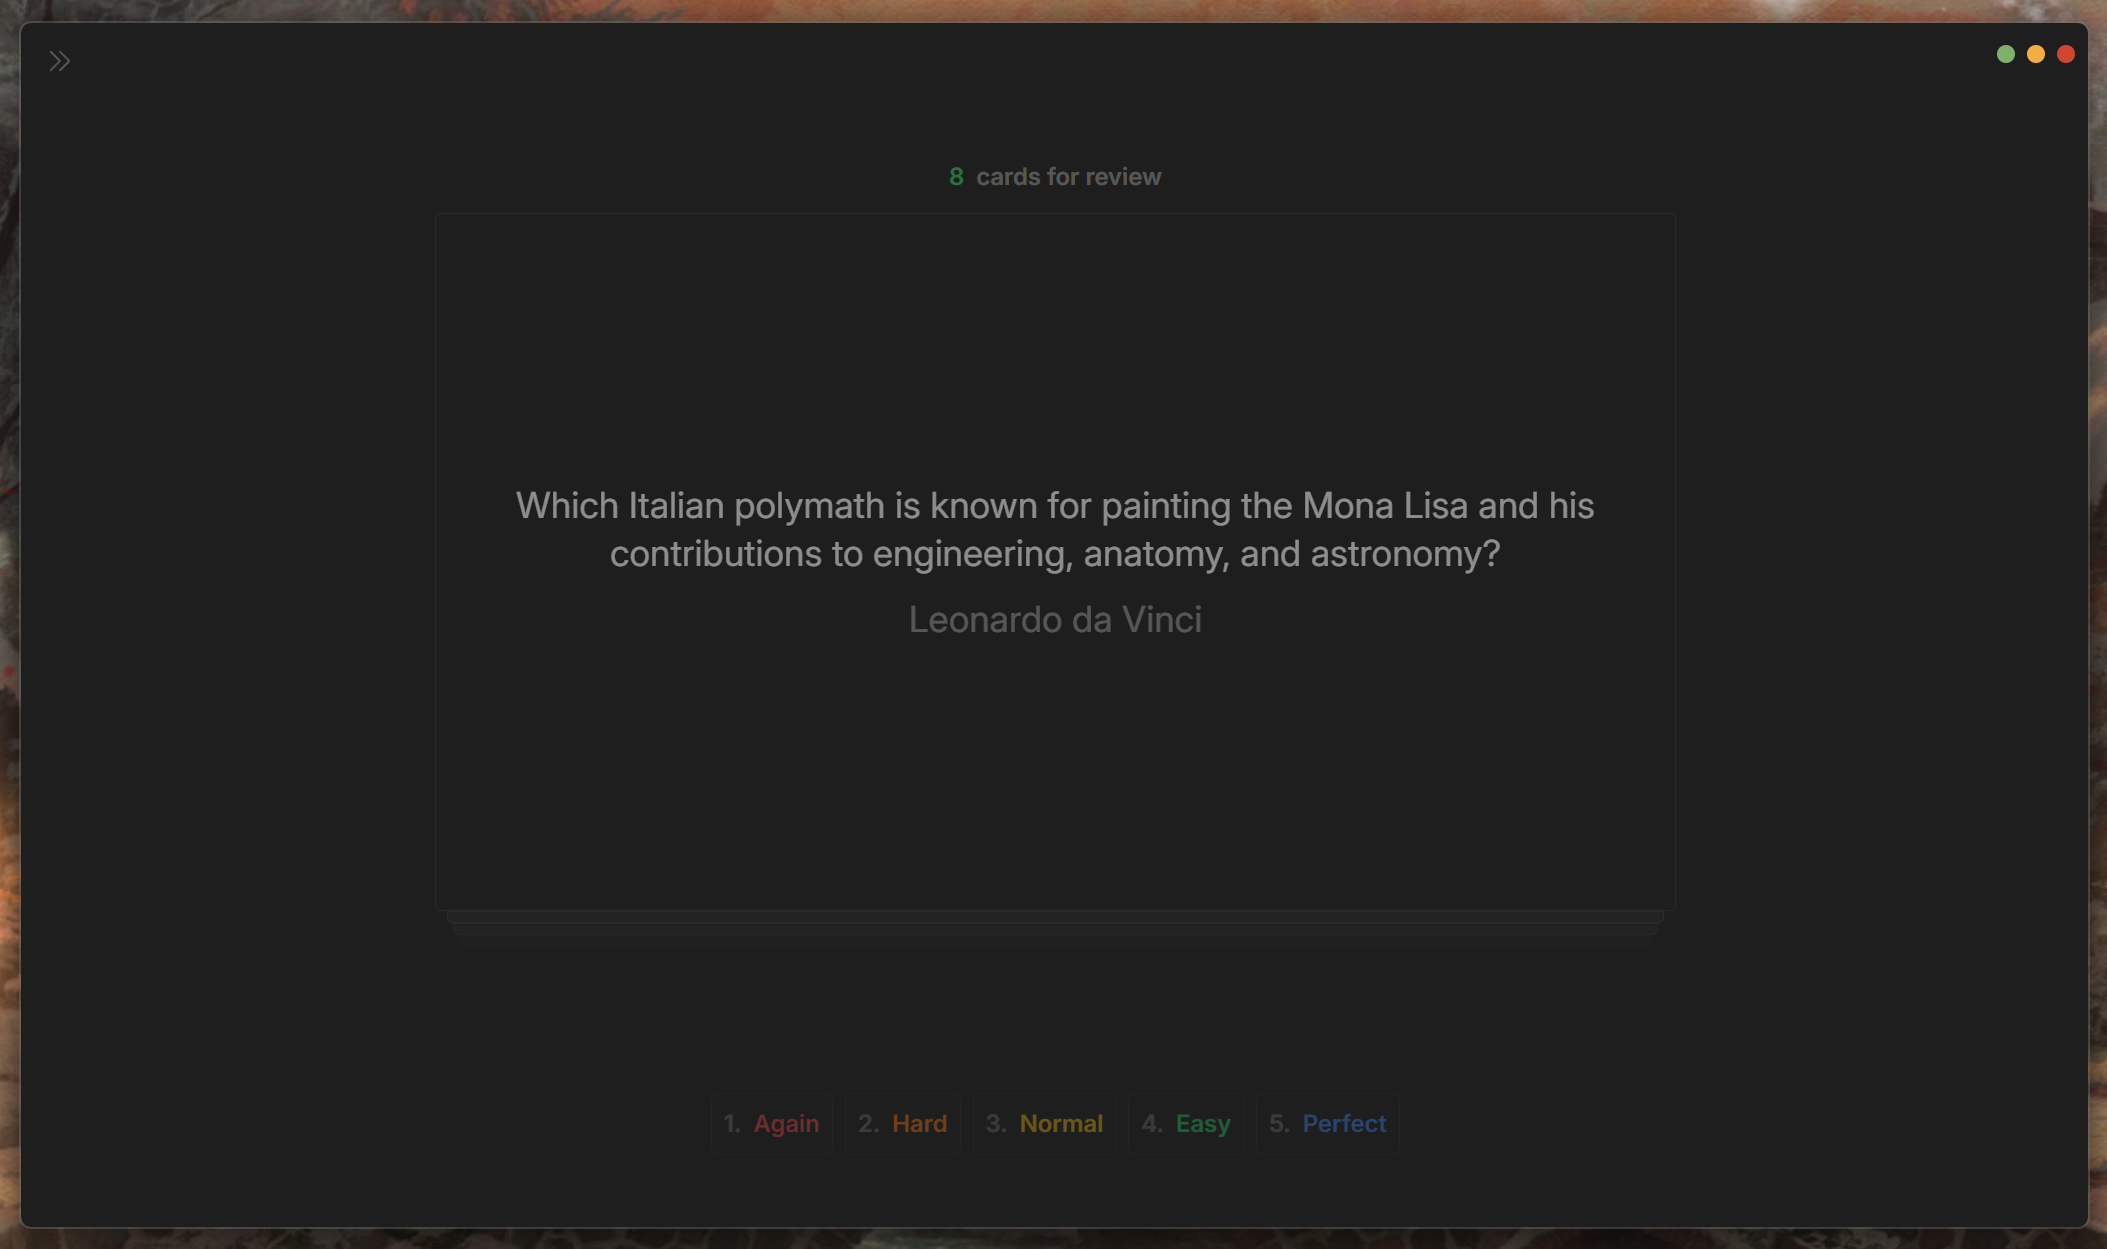 8 cards for review
Which Italian polymath is known for painting the Mona Lisa and his
contributions to engineering, anatomy, and astronomy?
Leonardo da Vinci
1. Again 2. Hard 3. Normal 4. Easy 5. Perfect